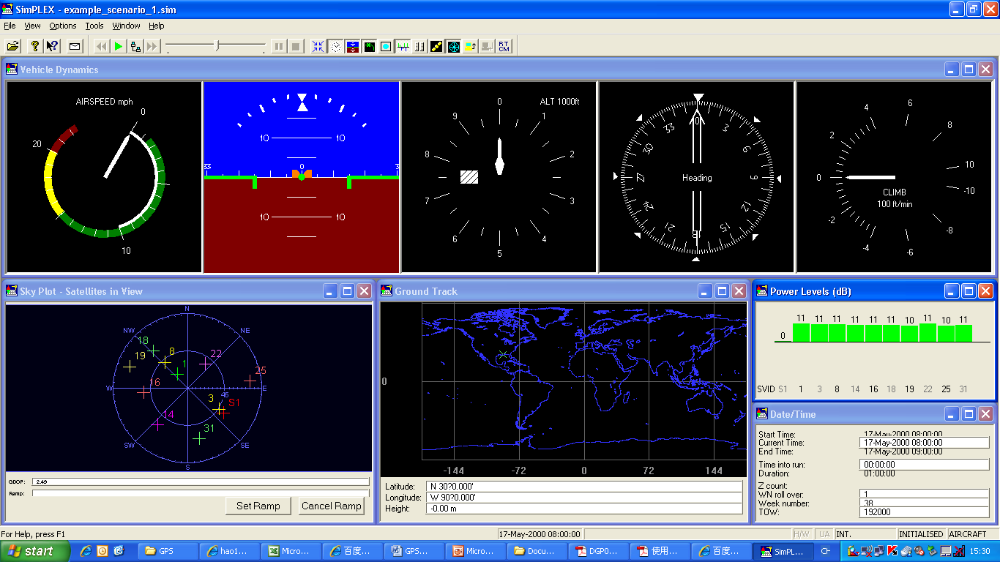 SimPLEX - example_scenario_1.sim
File View Options Tools Window Help
RT CM
Vehicle Dynamics
AIRSPEED mph
0
20
10
10 10
33 0 3
10 10
ALT 1000ft
0
9 1
8 2
7 3
6 4
5
0
33 3
30 6
27 Heading 9
24 12
21 15
18
4 6
2 8
0 10
CLIMB -10
100 ft/min
-2 -8
-4 -6
Sky Plot - Satellites in View
N
NW NE
18
8 22
19 1 25
16
W E
45
3 S1
14
31
SW SE
S
GDOP: 2.49
Ramp:
Set Ramp Cancel Ramp
Ground Track
0
-144 -72 0 72 144
Latitude: N 30?0.000'
Longitude: W 90?0.000'
Height: -0.00 m
Power Levels (dB)
0 11 11 11 11 11 11 10 11 10 11
SVID S1 1 3 8 14 16 18 19 22 25 31
Date/Time
Start Time: 17-May-2000 08:00:00
Current Time: 17-May-2000 08:00:00
End Time: 17-May-2000 09:00:00
Time into run: 00:00:00
Duration: 01:00:00
Z count:
WN roll over: 1
Week number: 38
TOW: 192000
For Help, press F1
17-May-2000 08:00:00
H/W UA INT. INITIALISED AIRCRAFT
start
GPS
hao1...
Micro...
百度...
GPS...
Micro...
Docu...
DGP0...
使用...
百度...
SimPL...
CH
15:30